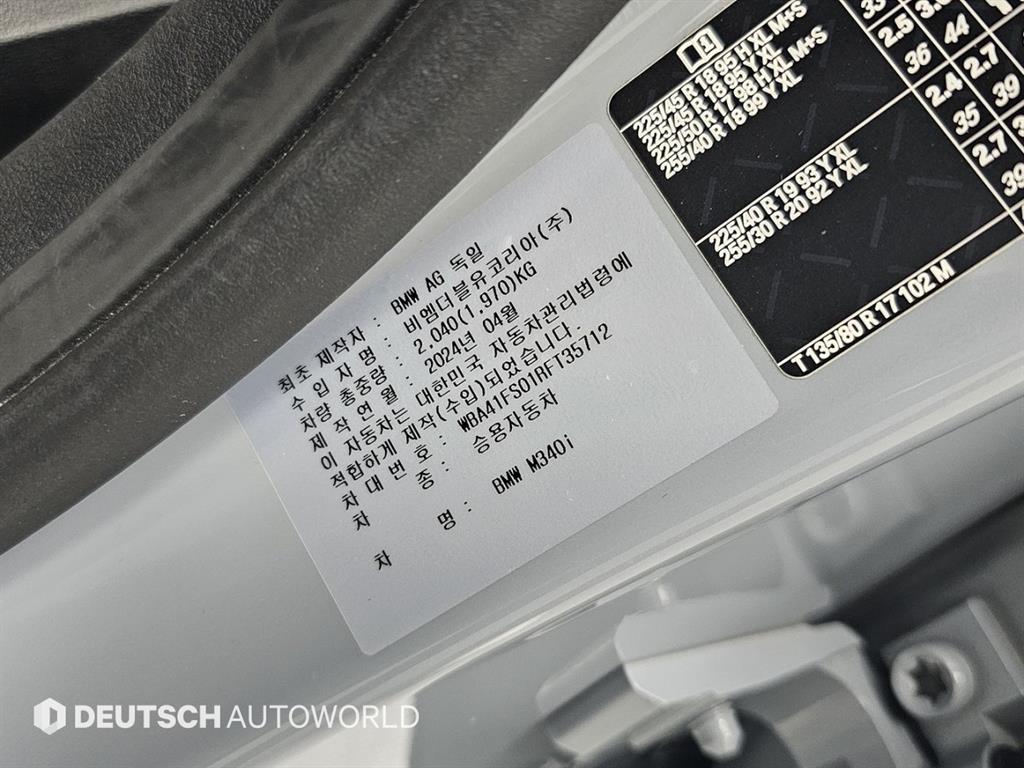 최초 제작자 : BMW AG 독일
수 입 자 명 : 비엠더블유코리아(주)
차량 총중량 : 2,040(1,970)KG
제 작 연 월 : 2024년 04월
이 자동차는 대한민국 자동차관리법령에
적합하게 제작(수입)되었습니다.
차 대 번 호 : WBA41FS01RFT35712
차 종 : 승용자동차
차 명 : BMW M340i
225/45 R 18 95 H XL M+S
225/45 R 18 95 Y XL
225/50 R 17 98 H XL M+S
255/40 R 18 99 Y XL
225/40 R 19 93 Y XL
255/30 R 20 92 Y XL
T 135/80 R 17 102 M
33
2.5
36 44
2.4 2.7
35 39
2.7
39
DEUTSCH AUTOWORLD